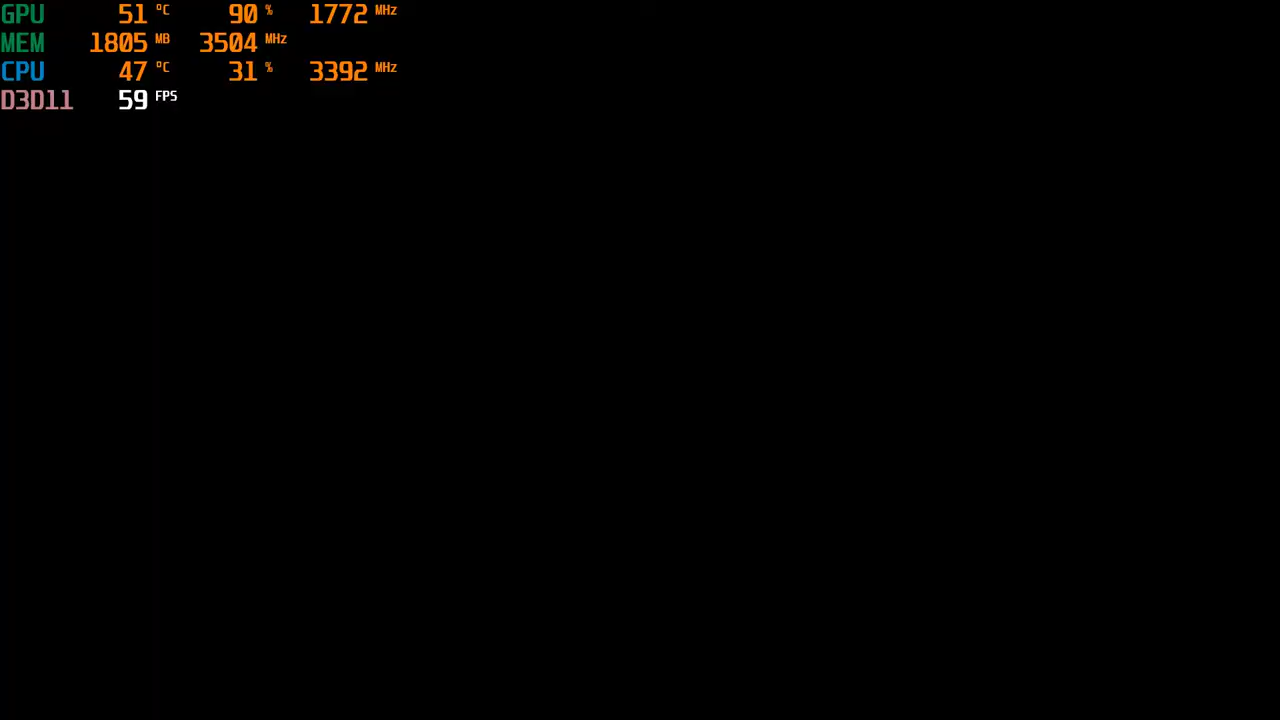 GPU 51 °C 90 % 1772 MHz
MEM 1805 MB 3504 MHz
CPU 47 °C 31 % 3392 MHz
D3D11 59 FPS